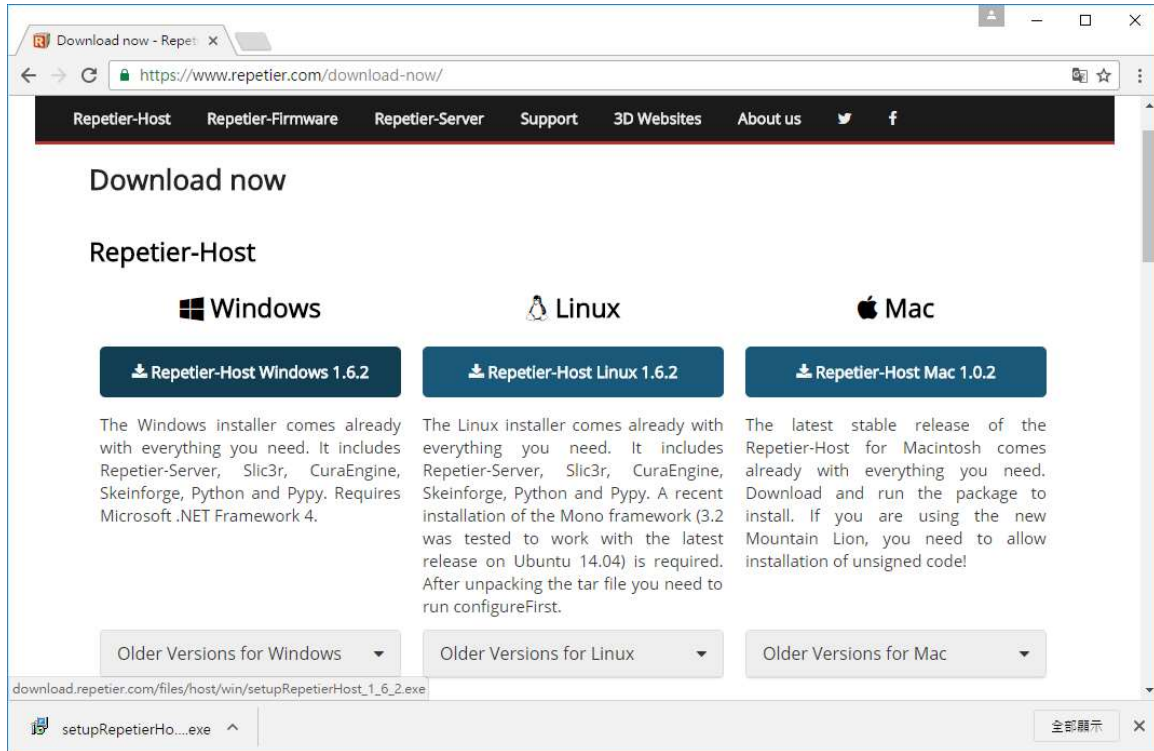 Download now - Repet
https://www.repetier.com/download-now/
Repetier-Host Repetier-Firmware Repetier-Server Support 3D Websites About us
Download now
Repetier-Host
Windows
Repetier-Host Windows 1.6.2
The Windows installer comes already
with everything you need. It includes
Repetier-Server, Slic3r, CuraEngine,
Skeinforge, Python and Pypy. Requires
Microsoft .NET Framework 4.
Older Versions for Windows
Linux
Repetier-Host Linux 1.6.2
The Linux installer comes already with
everything you need. It includes
Repetier-Server, Slic3r, CuraEngine,
Skeinforge, Python and Pypy. A recent
installation of the Mono framework (3.2
was tested to work with the latest
release on Ubuntu 14.04) is required.
After unpacking the tar file you need to
run configureFirst.
Older Versions for Linux
Mac
Repetier-Host Mac 1.0.2
The latest stable release of the
Repetier-Host for Macintosh comes
already with everything you need.
Download and run the package to
install. If you are using the new
Mountain Lion, you need to allow
installation of unsigned code!
Older Versions for Mac
download.repetier.com/files/host/win/setupRepetierHost_1_6_2.exe
setupRepetierHo....exe
全部顯示